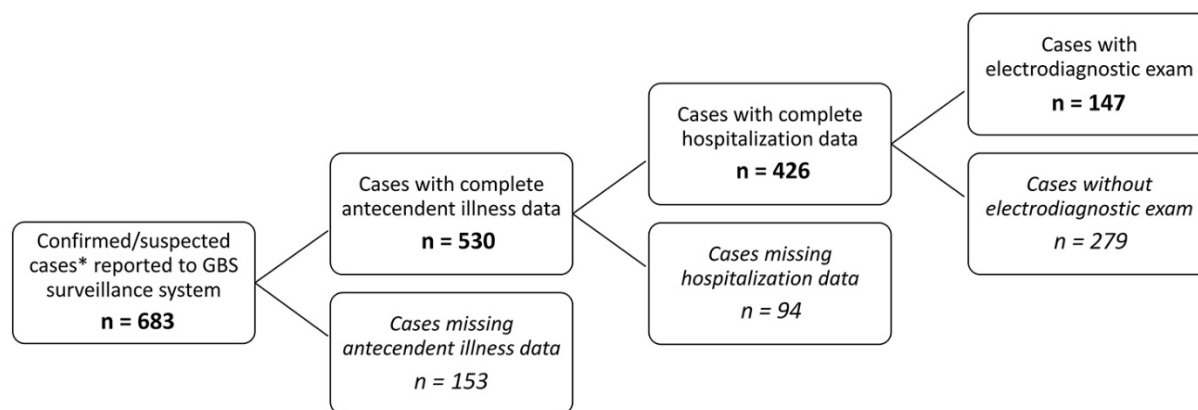 Confirmed/suspected
cases* reported to GBS
surveillance system
n = 683
Cases with complete
antecendent illness data
n = 530
Cases missing
antecendent illness data
n = 153
Cases with complete
hospitalization data
n = 426
Cases missing
hospitalization data
n = 94
Cases with
electrodiagnostic exam
n = 147
Cases without
electrodiagnostic exam
n = 279